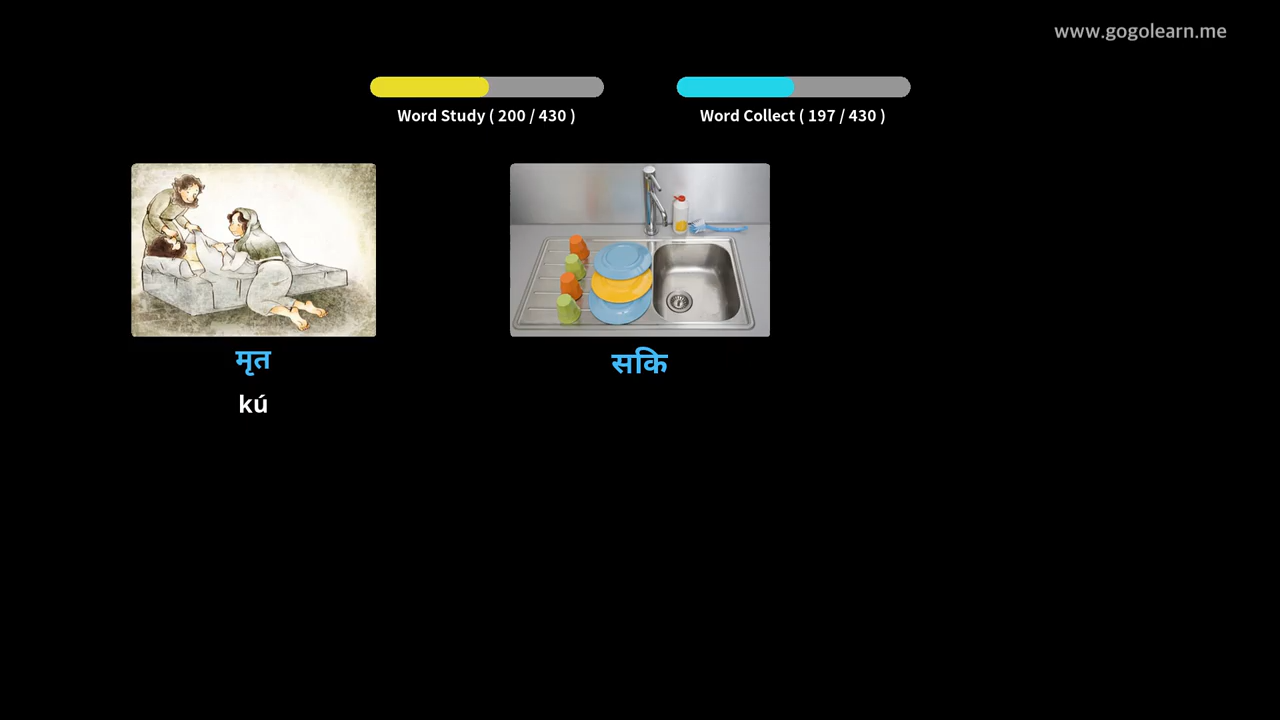 www.gogolearn.me
Word Study ( 200 / 430 )
Word Collect ( 197 / 430 )
मृत
सकि
kú